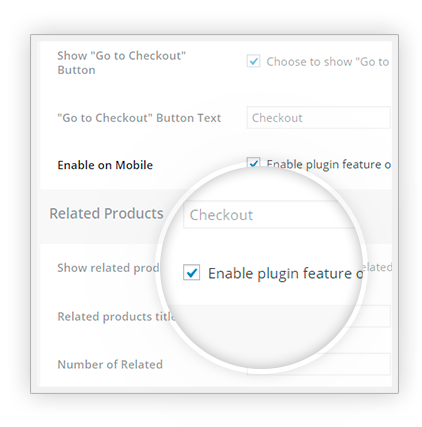 Show "Go to Checkout"
Button
Choose to show "Go to
"Go to Checkout" Button Text
Checkout
Enable on Mobile
Enable plugin feature o
Related Products
Checkout
Show related prod
elated
Enable plugin feature o
Related products title
Number of Related